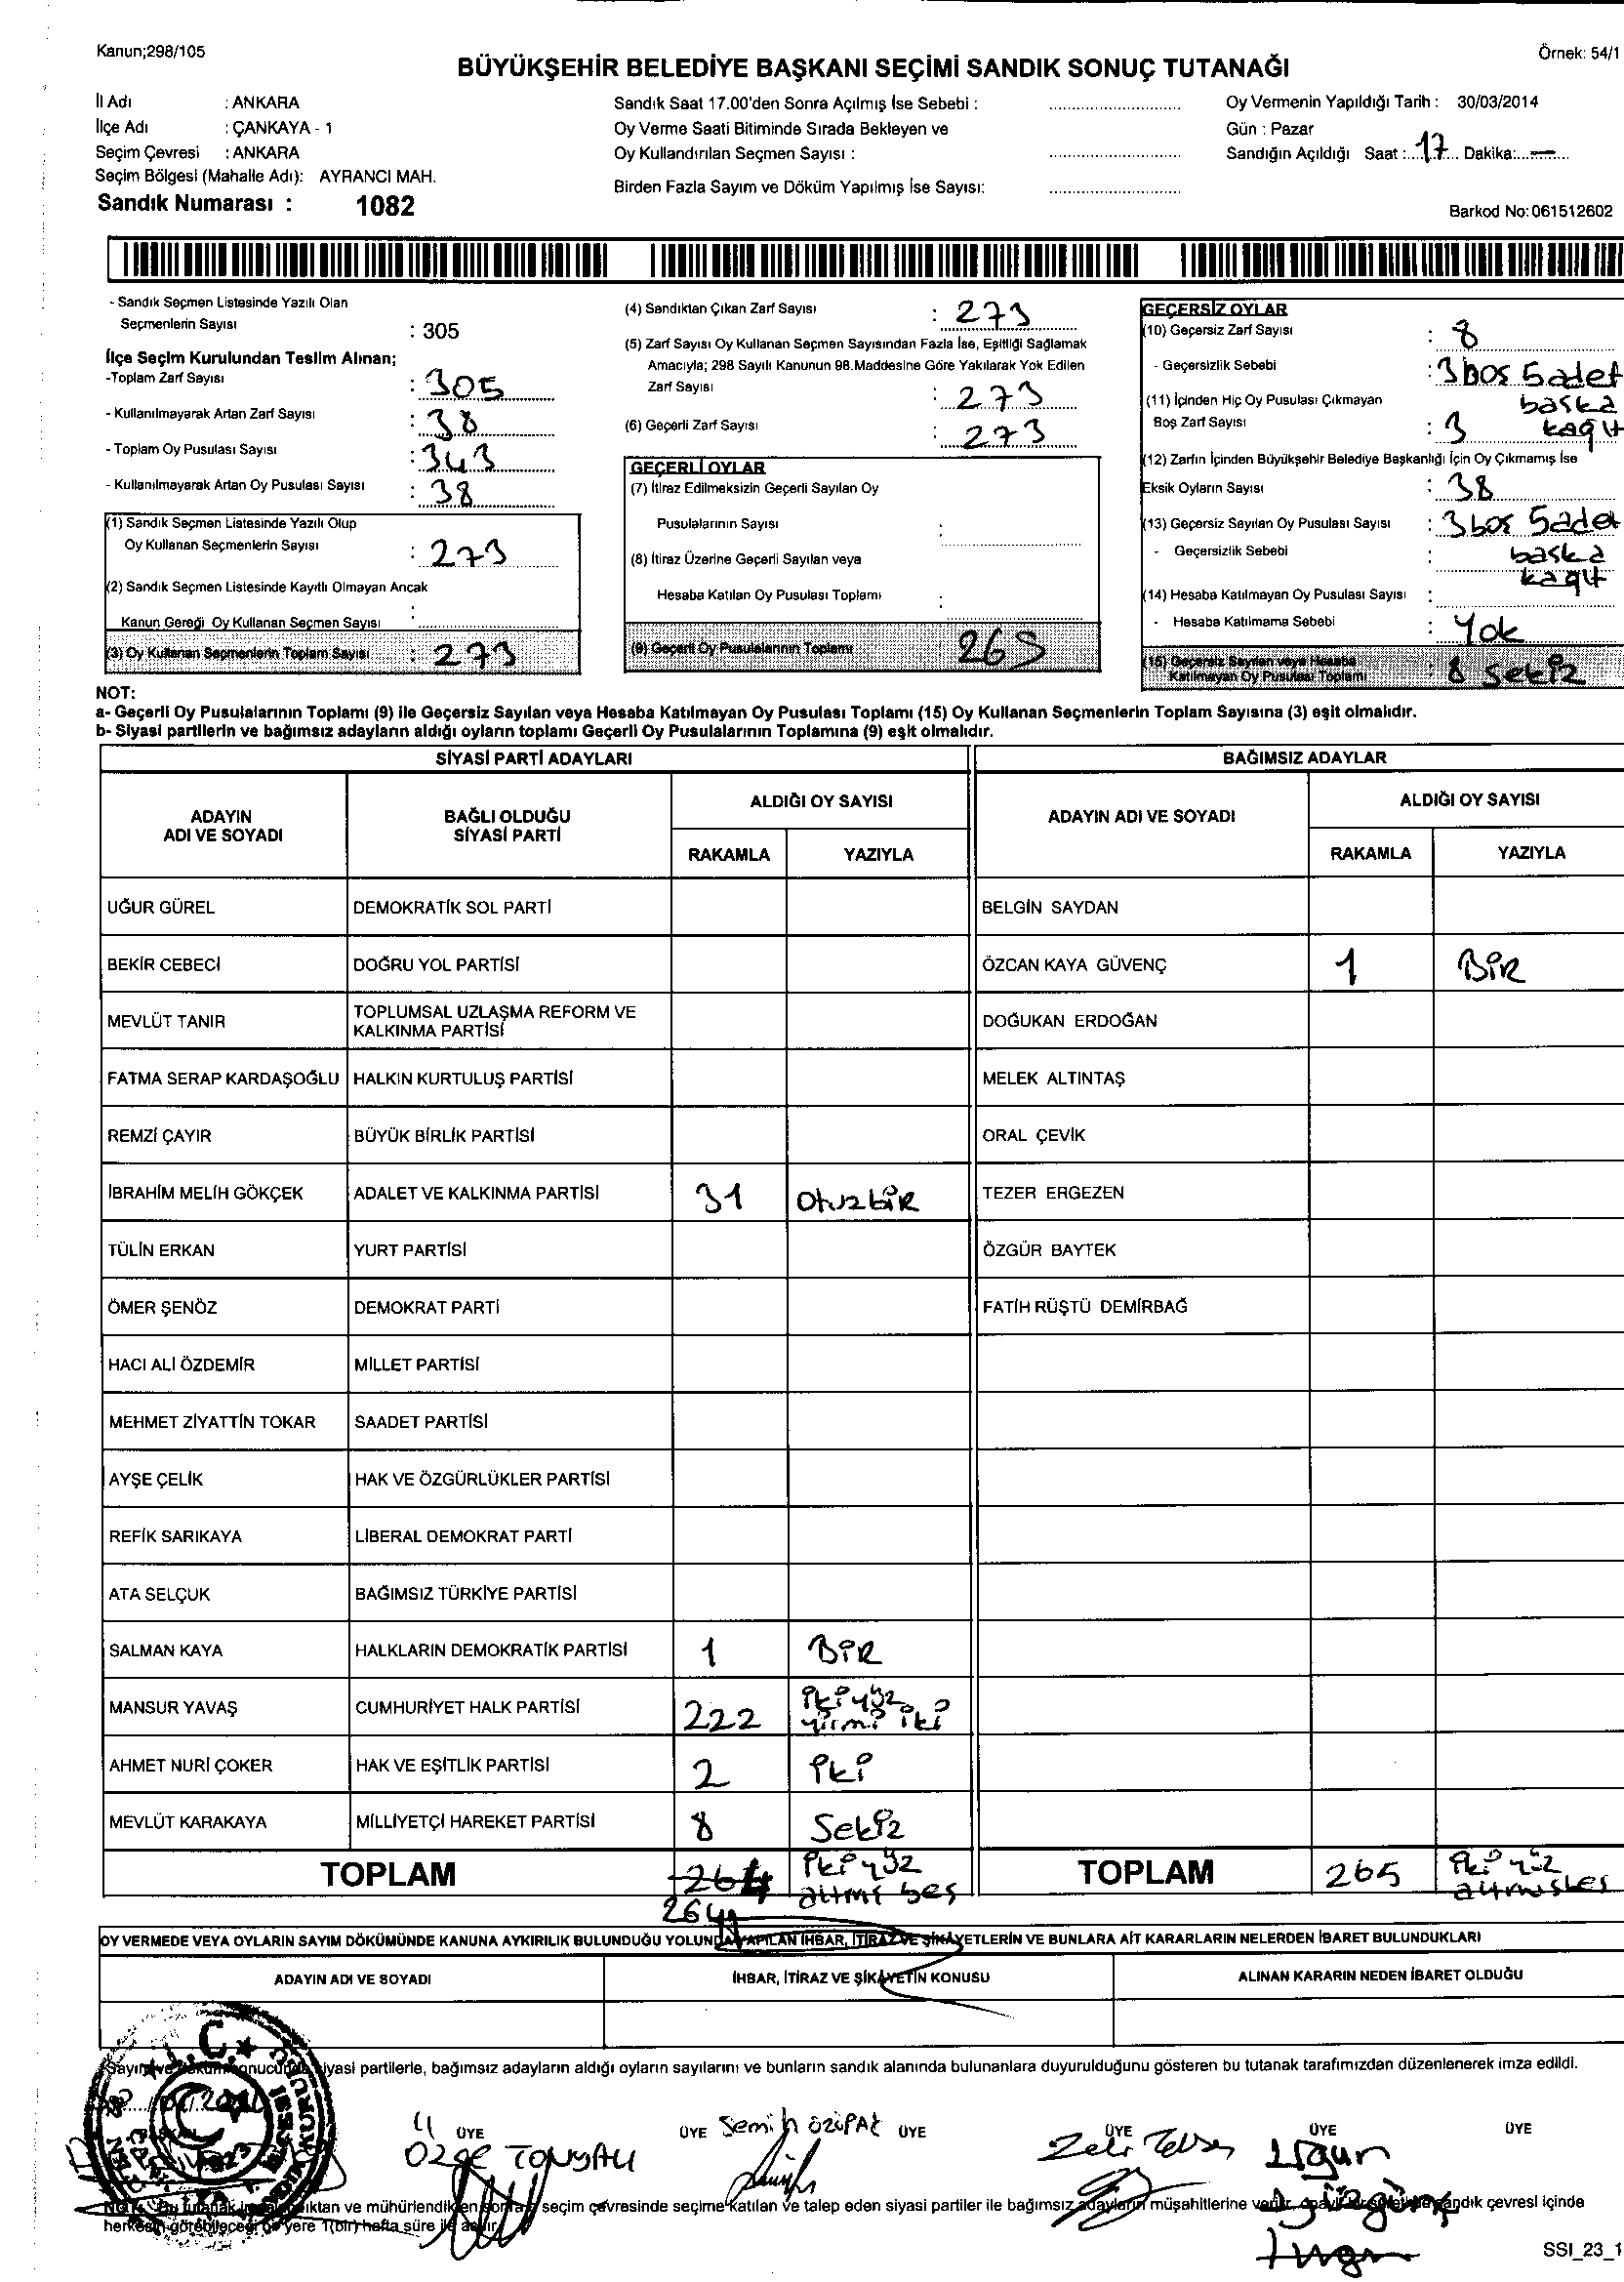 Kanun;298/105
Örnek: 54/1
BÜYÜKŞEHİR BELEDİYE BAŞKANI SEÇİMİ SANDIK SONUÇ TUTANAĞI
İl Adı : ANKARA
İlçe Adı : ÇANKAYA - 1
Seçim Çevresi : ANKARA
Seçim Bölgesi (Mahalle Adı): AYRANCI MAH.
Sandık Numarası : 1082
Sandık Saat 17.00'den Sonra Açılmış İse Sebebi :
Oy Verme Saati Bitiminde Sırada Bekleyen ve
Oy Kullandırılan Seçmen Sayısı :
Birden Fazla Sayım ve Döküm Yapılmış İse Sayısı:
Oy Vermenin Yapıldığı Tarih : 30/03/2014
Gün : Pazar
Sandığın Açıldığı Saat : 17 Dakika: —
Barkod No:061512602
- Sandık Seçmen Listesinde Yazılı Olan
Seçmenlerin Sayısı : 305
İlçe Seçim Kurulundan Teslim Alınan;
-Toplam Zarf Sayısı : 305
- Kullanılmayarak Artan Zarf Sayısı : 38
- Toplam Oy Pusulası Sayısı : 343
- Kullanılmayarak Artan Oy Pusulası Sayısı : 38
(1) Sandık Seçmen Listesinde Yazılı Olup
Oy Kullanan Seçmenlerin Sayısı : 273
(2) Sandık Seçmen Listesinde Kayıtlı Olmayan Ancak
Kanun Gereği Oy Kullanan Seçmen Sayısı :
(3) Oy Kullanan Seçmenlerin Toplam Sayısı : 273
(4) Sandıktan Çıkan Zarf Sayısı : 273
(5) Zarf Sayısı Oy Kullanan Seçmen Sayısından Fazla İse, Eşitliği Sağlamak
Amacıyla; 298 Sayılı Kanunun 98.Maddesine Göre Yakılarak Yok Edilen
Zarf Sayısı : 273
(6) Geçerli Zarf Sayısı : 273
GEÇERLİ OYLAR
(7) İtiraz Edilmeksizin Geçerli Sayılan Oy
Pusulalarının Sayısı :
(8) İtiraz Üzerine Geçerli Sayılan veya
Hesaba Katılan Oy Pusulası Toplamı :
(9) Geçerli Oy Pusulalarının Toplamı 265
GEÇERSİZ OYLAR
(10) Geçersiz Zarf Sayısı : 8
- Geçersizlik Sebebi : 3 bos 5 adet
baska
kagıt
(11) İçinden Hiç Oy Pusulası Çıkmayan
Boş Zarf Sayısı : 3
(12) Zarfın İçinden Büyükşehir Belediye Başkanlığı İçin Oy Çıkmamış İse
Eksik Oyların Sayısı : 38
(13) Geçersiz Sayılan Oy Pusulası Sayısı : 3 bos 5 adet
- Geçersizlik Sebebi : baska
kagıt
(14) Hesaba Katılmayan Oy Pusulası Sayısı :
- Hesaba Katılmama Sebebi : Yok
(15) Geçersiz Sayılan veya Hesaba
Katılmayan Oy Pusulası Toplamı : 8 sekiz
NOT:
a- Geçerli Oy Pusulalarının Toplamı (9) ile Geçersiz Sayılan veya Hesaba Katılmayan Oy Pusulası Toplamı (15) Oy Kullanan Seçmenlerin Toplam Sayısına (3) eşit olmalıdır.
b- Siyasi partilerin ve bağımsız adayların aldığı oyların toplamı Geçerli Oy Pusulalarının Toplamına (9) eşit olmalıdır.
SİYASİ PARTİ ADAYLARI
BAĞIMSIZ ADAYLAR
ADAYIN
ADI VE SOYADI
BAĞLI OLDUĞU
SİYASİ PARTİ
ALDIĞI OY SAYISI
RAKAMLA YAZIYLA
ADAYIN ADI VE SOYADI
ALDIĞI OY SAYISI
RAKAMLA YAZIYLA
UĞUR GÜREL DEMOKRATİK SOL PARTİ BELGİN SAYDAN
BEKİR CEBECİ DOĞRU YOL PARTİSİ ÖZCAN KAYA GÜVENÇ 1 BİR
MEVLÜT TANIR TOPLUMSAL UZLAŞMA REFORM VE
KALKINMA PARTİSİ DOĞUKAN ERDOĞAN
FATMA SERAP KARDAŞOĞLU HALKIN KURTULUŞ PARTİSİ MELEK ALTINTAŞ
REMZİ ÇAYIR BÜYÜK BİRLİK PARTİSİ ORAL ÇEVİK
İBRAHİM MELİH GÖKÇEK ADALET VE KALKINMA PARTİSİ 31 Otuzbir TEZER ERGEZEN
TÜLİN ERKAN YURT PARTİSİ ÖZGÜR BAYTEK
ÖMER ŞENÖZ DEMOKRAT PARTİ FATİH RÜŞTÜ DEMİRBAĞ
HACI ALİ ÖZDEMİR MİLLET PARTİSİ
MEHMET ZİYATTİN TOKAR SAADET PARTİSİ
AYŞE ÇELİK HAK VE ÖZGÜRLÜKLER PARTİSİ
REFİK SARIKAYA LİBERAL DEMOKRAT PARTİ
ATA SELÇUK BAĞIMSIZ TÜRKİYE PARTİSİ
SALMAN KAYA HALKLARIN DEMOKRATİK PARTİSİ 1 BİR
MANSUR YAVAŞ CUMHURİYET HALK PARTİSİ 222 ikiyüz
yirmi iki
AHMET NURİ ÇOKER HAK VE EŞİTLİK PARTİSİ 2 iki
MEVLÜT KARAKAYA MİLLİYETÇİ HAREKET PARTİSİ 8 Sekiz
TOPLAM 264 ikiyüz
altmı bes
264
TOPLAM 265 iki yüz
altmısbes
OY VERMEDE VEYA OYLARIN SAYIM DÖKÜMÜNDE KANUNA AYKIRILIK BULUNDUĞU YOLUNDA YAPILAN İHBAR, İTİRAZ VE ŞİKÂYETLERİN VE BUNLARA AİT KARARLARIN NELERDEN İBARET BULUNDUKLARI
ADAYIN ADI VE SOYADI İHBAR, İTİRAZ VE ŞİKÂYETİN KONUSU ALINAN KARARIN NEDEN İBARET OLDUĞU
Sayım ve döküm sonucunda siyasi partilerle, bağımsız adayların aldığı oyların sayılarını ve bunların sandık alanında bulunanlara duyurulduğunu gösteren bu tutanak tarafımızdan düzenlenerek imza edildi.
T.C.
ÜYE ÜYE Semih ÜYE ÜYE ÜYE ÜYE
NOT: Bu tutanak imzalandıktan ve mühürlendikten sonra seçim çevresinde seçime katılan ve talep eden siyasi partiler ile bağımsız adayların müşahitlerine verilir, sandık çevresi içinde
herkesin görebileceği bir yere 1(bir) hafta süre ile asılır.
SSI_23_1